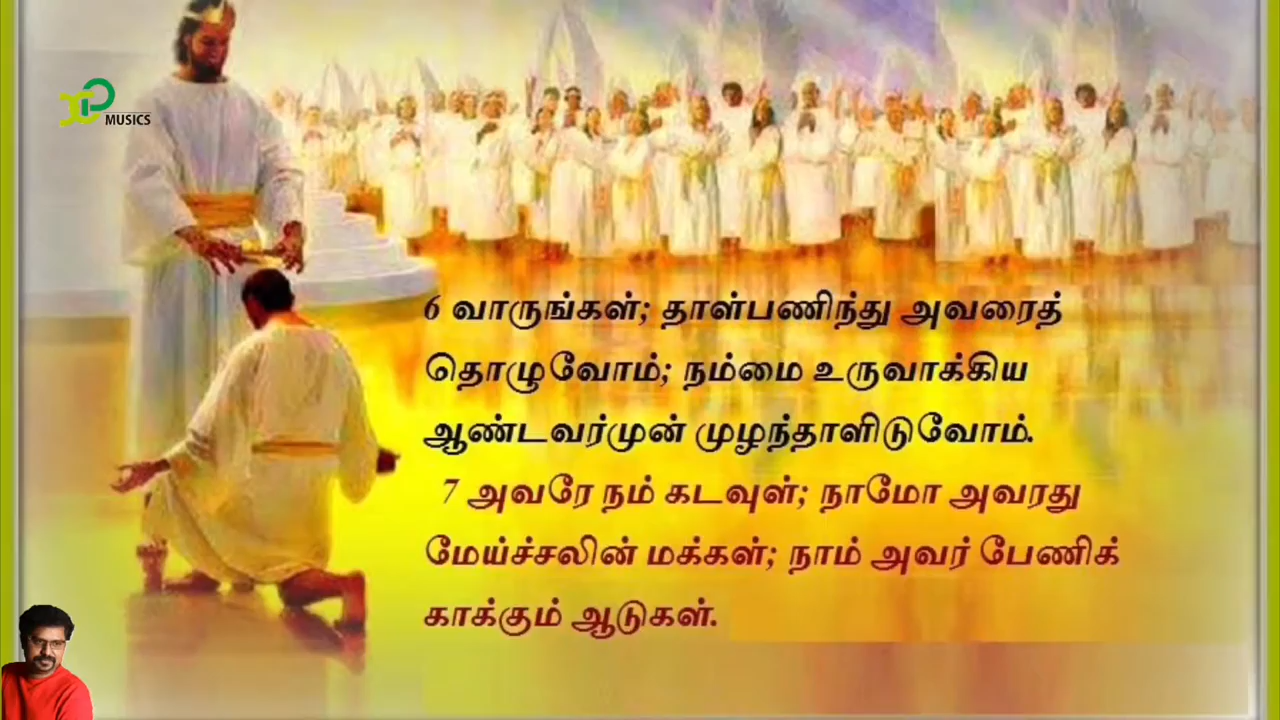 MUSICS
6 வாருங்கள்; தாள்பணிந்து அவரைத்
தொழுவோம்; நம்மை உருவாக்கிய
ஆண்டவர்முன் முழந்தாளிடுவோம்.
7 அவரே நம் கடவுள்; நாமோ அவரது
மேய்ச்சலின் மக்கள்; நாம் அவர் பேணிக்
காக்கும் ஆடுகள்.